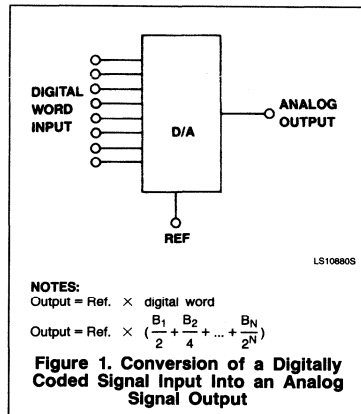 DIGITAL
WORD
INPUT
D/A
ANALOG
OUTPUT
REF
LS10880S
NOTES:
Output = Ref. × digital word
Output = Ref. × (B₁/2 + B₂/4 + ... + B_N/2^N)
Figure 1. Conversion of a Digitally
Coded Signal Input Into an Analog
Signal Output